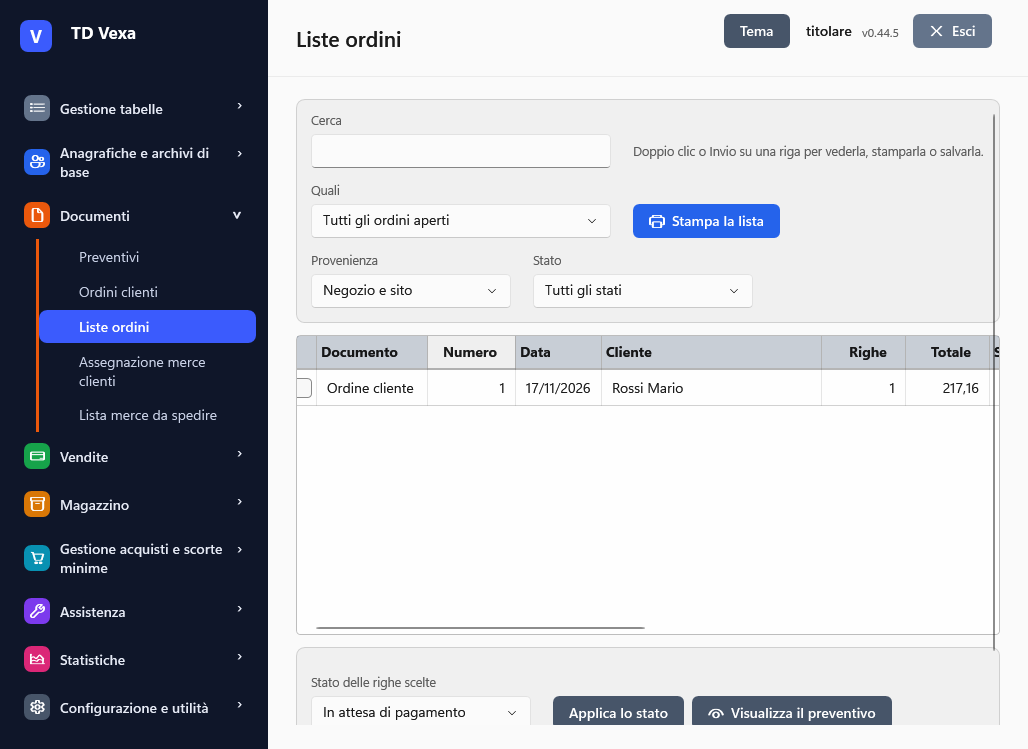 V
TD Vexa
Gestione tabelle
Anagrafiche e archivi di
base
Documenti
Preventivi
Ordini clienti
Liste ordini
Assegnazione merce
clienti
Lista merce da spedire
Vendite
Magazzino
Gestione acquisti e scorte
minime
Assistenza
Statistiche
Configurazione e utilità
Liste ordini
Tema
titolare v0.44.5
Esci
Cerca
Doppio clic o Invio su una riga per vederla, stamparla o salvarla.
Quali
Tutti gli ordini aperti
Stampa la lista
Provenienza Stato
Negozio e sito Tutti gli stati
Documento Numero Data Cliente Righe Totale
Ordine cliente 1 17/11/2026 Rossi Mario 1 217,16
Stato delle righe scelte
In attesa di pagamento Applica lo stato Visualizza il preventivo